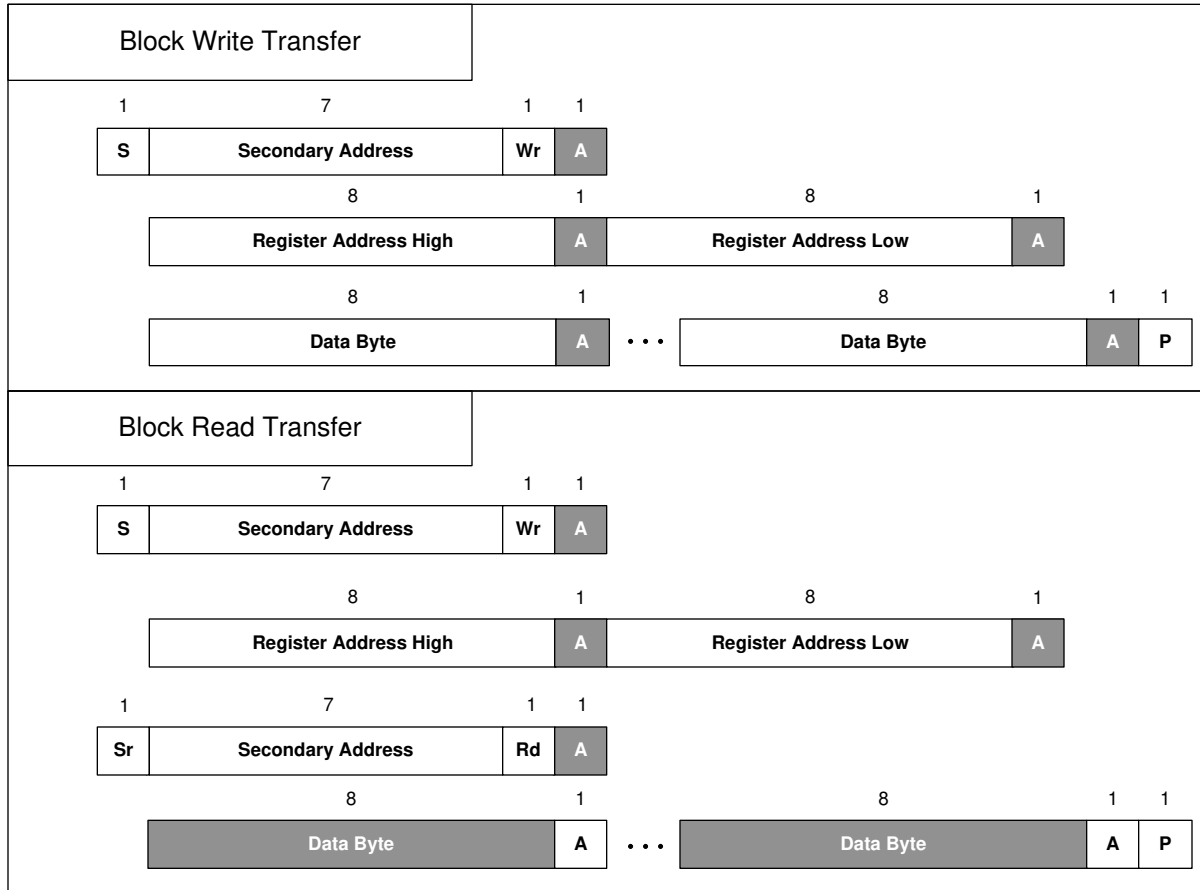 Block Write Transfer
1 7 1 1
S Secondary Address Wr A
8 1 8 1
Register Address High A Register Address Low A
8 1 8 1 1
Data Byte A • • • Data Byte A P
Block Read Transfer
1 7 1 1
S Secondary Address Wr A
8 1 8 1
Register Address High A Register Address Low A
1 7 1 1
Sr Secondary Address Rd A
8 1 8 1 1
Data Byte A • • • Data Byte A P